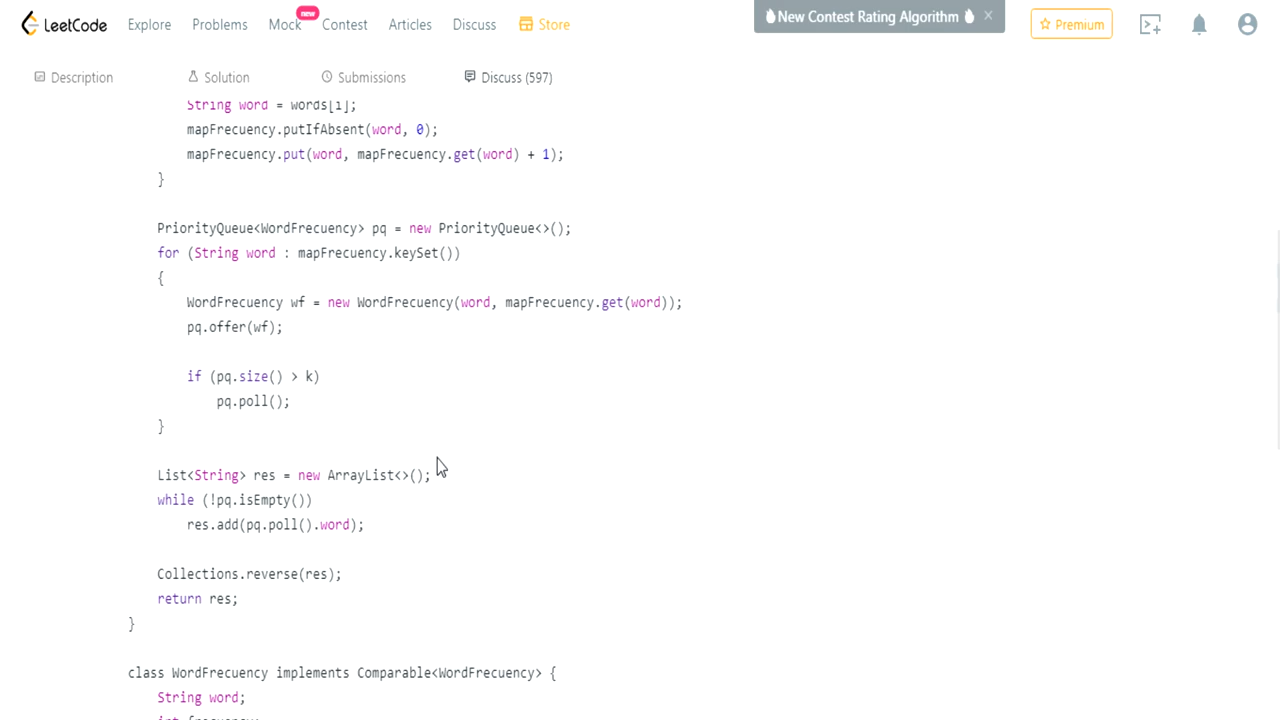 LeetCode Explore Problems Mock new Contest Articles Discuss Store New Contest Rating Algorithm × Premium
Description Solution Submissions Discuss (597)
String word = words[i];
mapFrecuency.putIfAbsent(word, 0);
mapFrecuency.put(word, mapFrecuency.get(word) + 1);
}
PriorityQueue<WordFrecuency> pq = new PriorityQueue<>();
for (String word : mapFrecuency.keySet())
{
WordFrecuency wf = new WordFrecuency(word, mapFrecuency.get(word));
pq.offer(wf);
if (pq.size() > k)
pq.poll();
}
List<String> res = new ArrayList<>();
while (!pq.isEmpty())
res.add(pq.poll().word);
Collections.reverse(res);
return res;
}
class WordFrecuency implements Comparable<WordFrecuency> {
String word;
int frecuency;